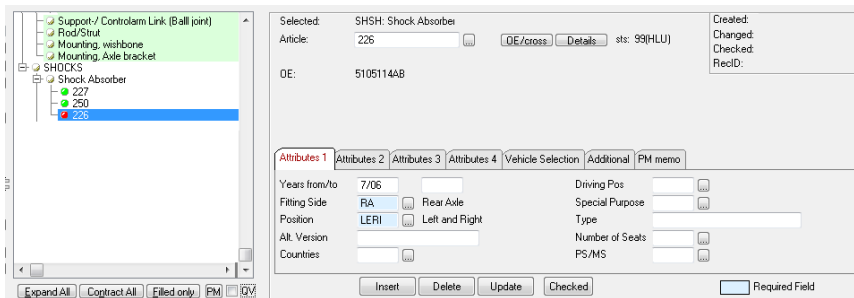 Support-/ Controlarm Link (Balll joint)
Rod/Strut
Mounting, wishbone
Mounting, Axle bracket
SHOCKS
Shock Absorber
227
250
226
Expand All Contract All Filled only PM QV
Selected: SHSH: Shock Absorber
Article: 226 ... OE/cross Details sts: 99(HLU)
OE: 5105114AB
Created:
Changed:
Checked:
RecID:
Attributes 1 Attributes 2 Attributes 3 Attributes 4 Vehicle Selection Additional PM memo
Years from/to 7/06 Driving Pos ...
Fitting Side RA ... Rear Axle Special Purpose ...
Position LERI ... Left and Right Type
Alt. Version Number of Seats ...
Countries ... PS/MS ...
Insert Delete Update Checked Required Field